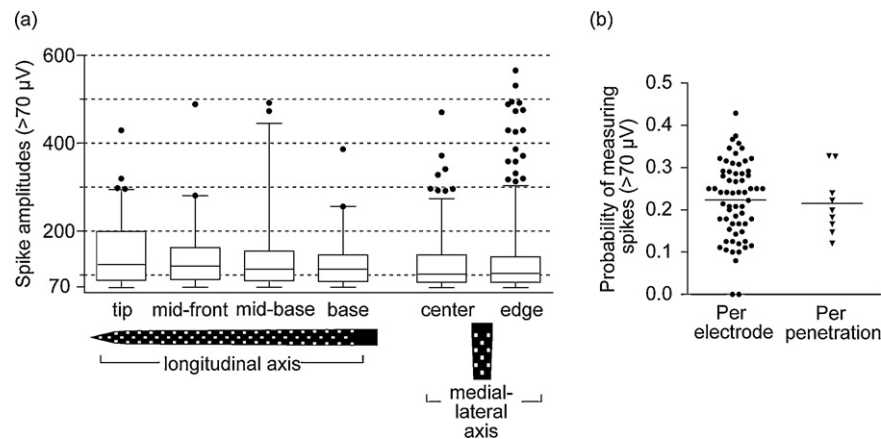 (a)
Spike amplitudes (>70 µV)
600
400
200
70
tip mid-front mid-base base center edge
longitudinal axis
medial-
lateral
axis
(b)
Probability of measuring
spikes (>70 µV)
0.5
0.4
0.3
0.2
0.1
0.0
Per
electrode
Per
penetration